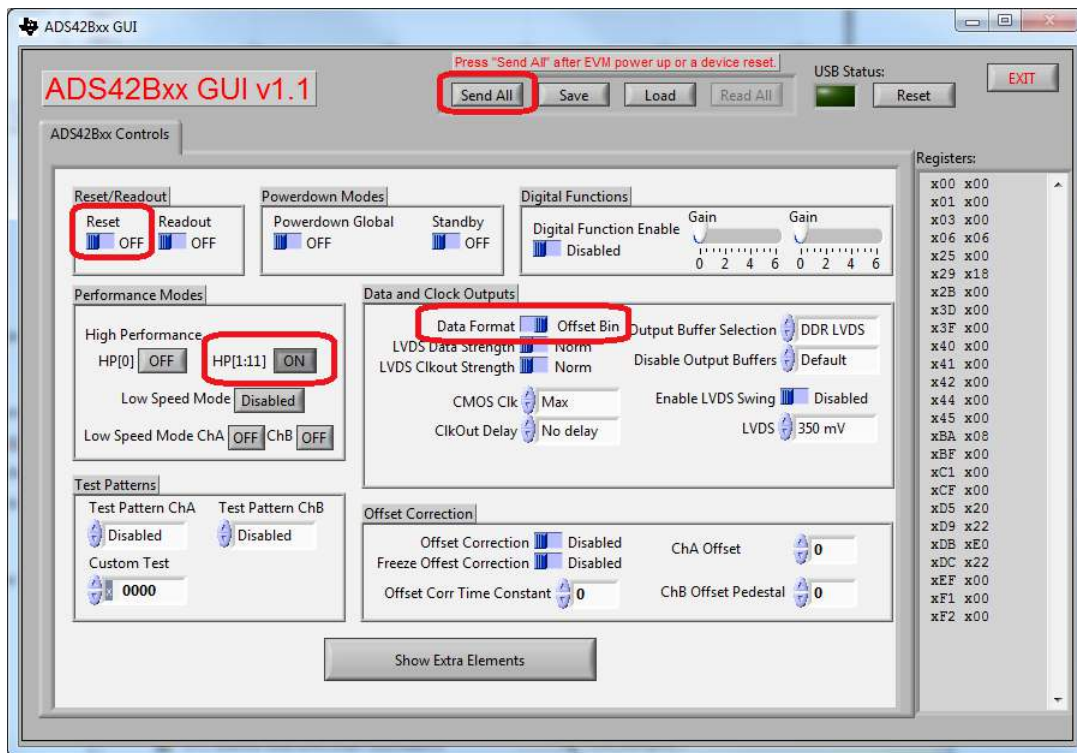 ADS42Bxx GUI
Press "Send All" after EVM power up or a device reset.
ADS42Bxx GUI v1.1
Send All Save Load Read All
USB Status:
Reset
EXIT
ADS42Bxx Controls
Reset/Readout
Reset Readout
OFF OFF
Powerdown Modes
Powerdown Global Standby
OFF OFF
Digital Functions
Digital Function Enable Gain Gain
Disabled
0 2 4 6 0 2 4 6
Performance Modes
High Performance
HP[0] OFF HP[1:11] ON
Low Speed Mode Disabled
Low Speed Mode ChA OFF ChB OFF
Data and Clock Outputs
Data Format Offset Bin
LVDS Data Strength Norm
LVDS Clkout Strength Norm
CMOS Clk Max
ClkOut Delay No delay
Output Buffer Selection DDR LVDS
Disable Output Buffers Default
Enable LVDS Swing Disabled
LVDS 350 mV
Test Patterns
Test Pattern ChA Test Pattern ChB
Disabled Disabled
Custom Test
x 0000
Offset Correction
Offset Correction Disabled
Freeze Offest Correction Disabled
Offset Corr Time Constant 0
ChA Offset 0
ChB Offset Pedestal 0
Show Extra Elements
Registers:
x00 x00
x01 x00
x03 x00
x06 x06
x25 x00
x29 x18
x2B x00
x3D x00
x3F x00
x40 x00
x41 x00
x42 x00
x44 x00
x45 x00
xBA x08
xBF x00
xC1 x00
xCF x00
xD5 x20
xD9 x22
xDB xE0
xDC x22
xEF x00
xF1 x00
xF2 x00